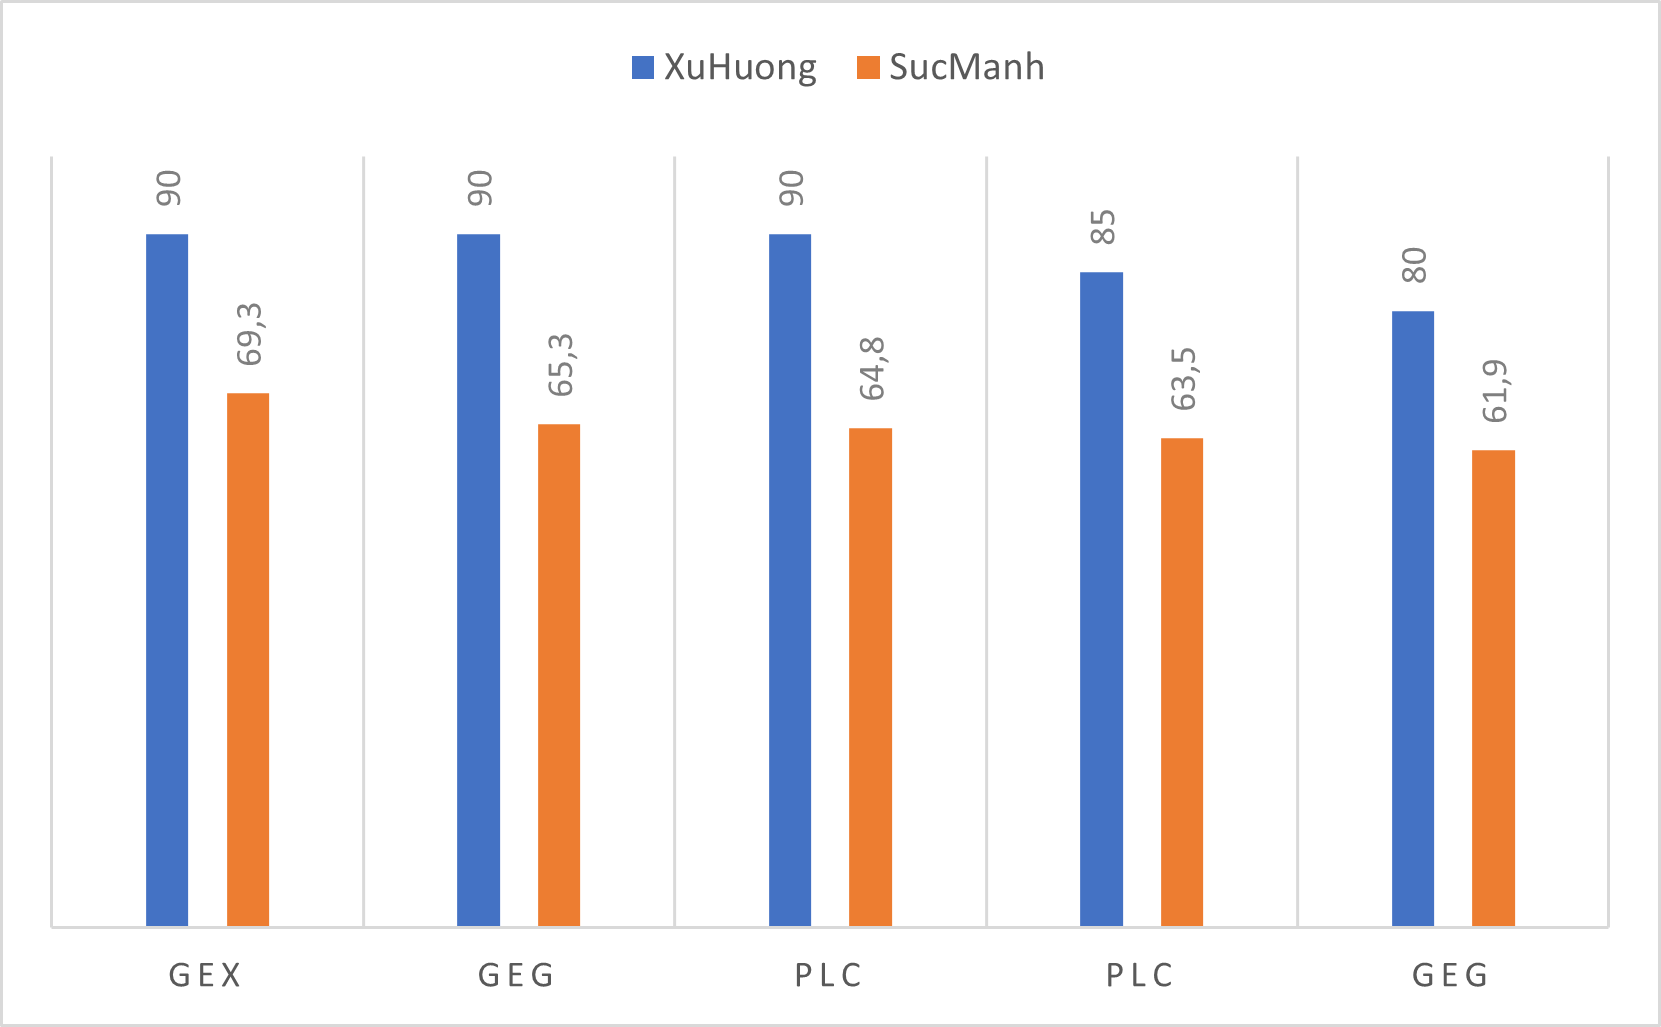 XuHuong SucManh
90 69,3 90 65,3 90 64,8 85 63,5 80 61,9
GEX GEG PLC PLC GEG